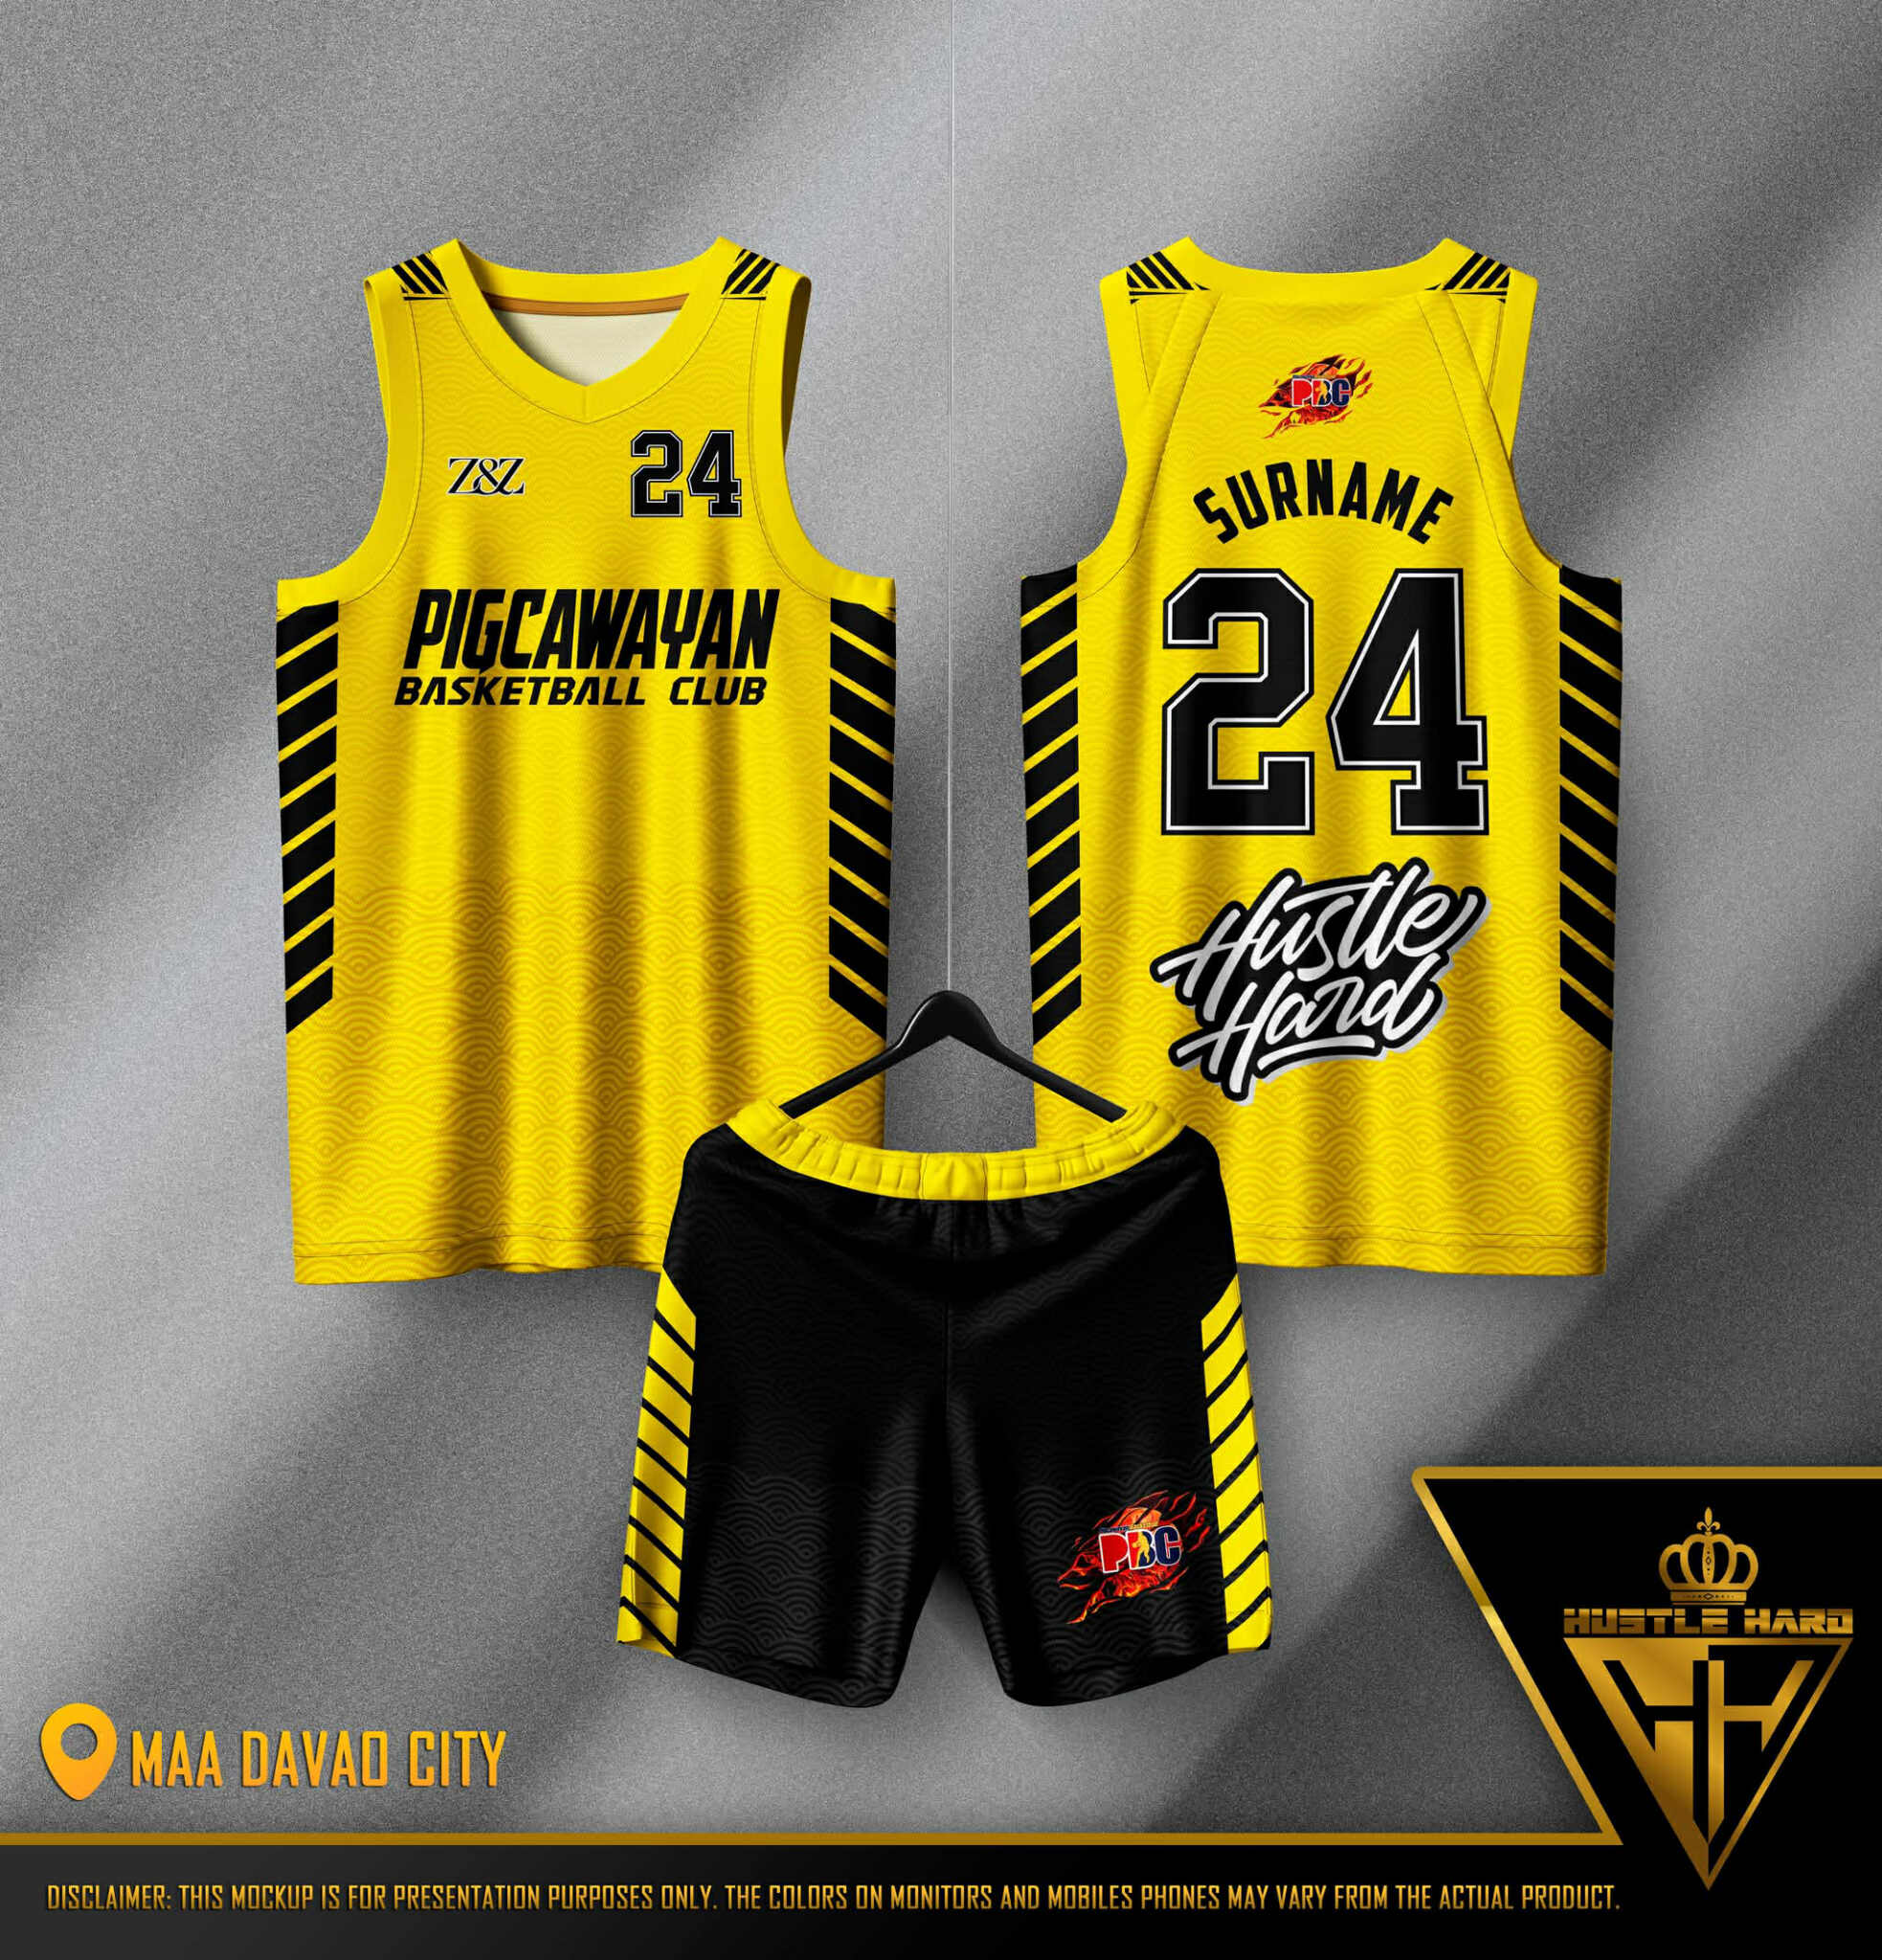 Z&Z
24
PIGCAWAYAN
BASKETBALL CLUB
PBC
SURNAME
24
Hustle
Hard
PBC
HUSTLE HARD
MAA DAVAO CITY
DISCLAIMER: THIS MOCKUP IS FOR PRESENTATION PURPOSES ONLY. THE COLORS ON MONITORS AND MOBILES PHONES MAY VARY FROM THE ACTUAL PRODUCT.